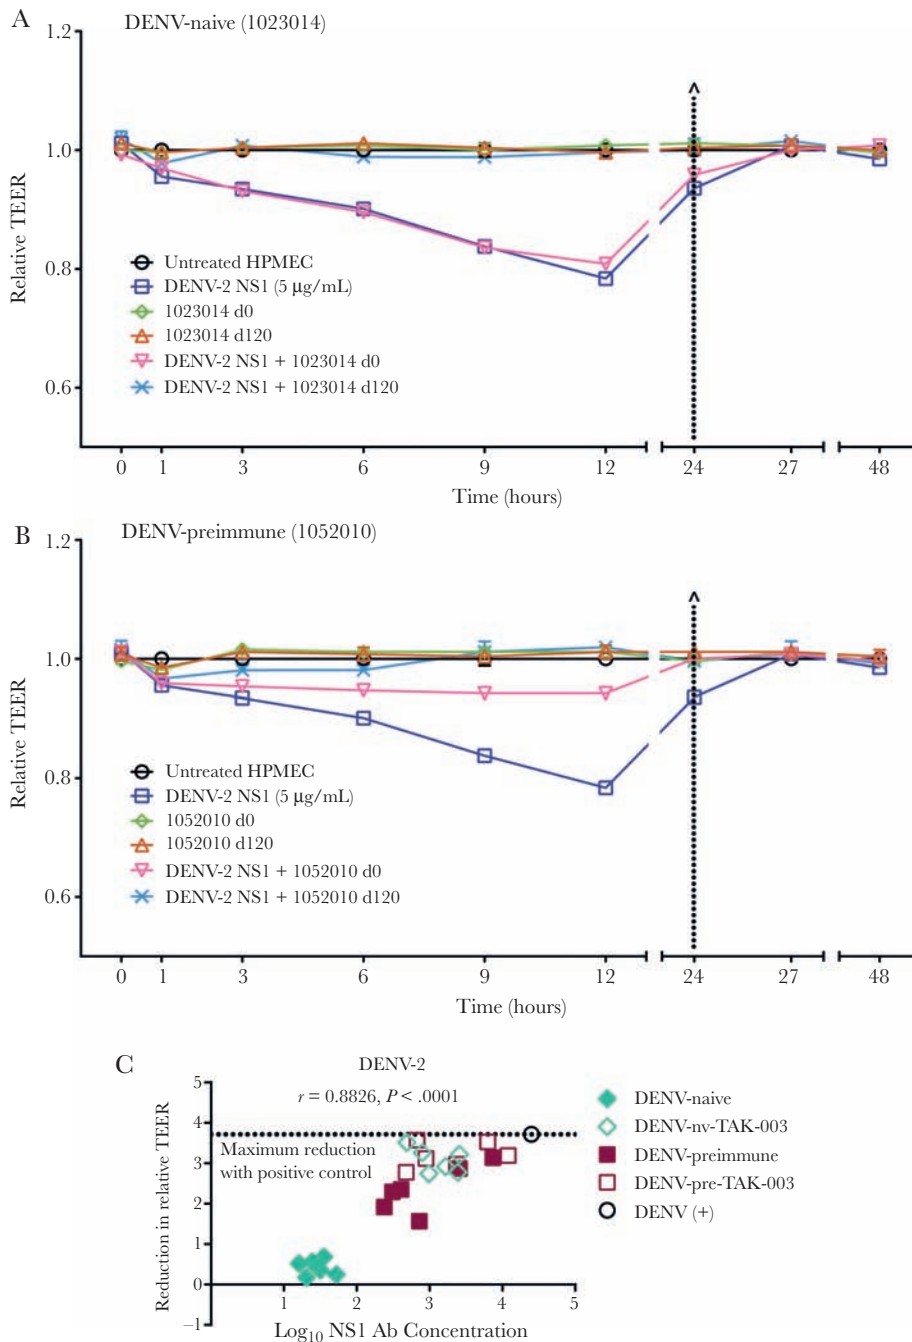 A
DENV-naive (1023014)
1.2
1.0
0.8
0.6
Relative TEER
Untreated HPMEC
DENV-2 NS1 (5 µg/mL)
1023014 d0
1023014 d120
DENV-2 NS1 + 1023014 d0
DENV-2 NS1 + 1023014 d120
0 1 3 6 9 12 24 27 48
Time (hours)
B
DENV-preimmune (1052010)
1.2
1.0
0.8
0.6
Relative TEER
Untreated HPMEC
DENV-2 NS1 (5 µg/mL)
1052010 d0
1052010 d120
DENV-2 NS1 + 1052010 d0
DENV-2 NS1 + 1052010 d120
0 1 3 6 9 12 24 27 48
Time (hours)
C
DENV-2
r = 0.8826, P < .0001
5
4
3
2
1
0
–1
Reduction in relative TEER
Maximum reduction
with positive control
1 2 3 4 5
Log10 NS1 Ab Concentration
DENV-naive
DENV-nv-TAK-003
DENV-preimmune
DENV-pre-TAK-003
DENV (+)